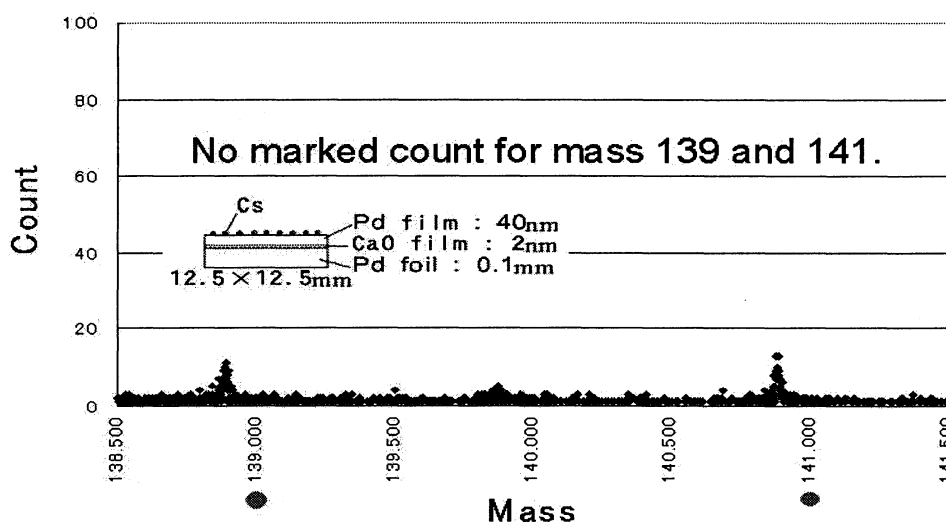 100
80
No marked count for mass 139 and 141.
60
Cs
Pd film : 40nm
CaO film : 2nm
40
Pd foil : 0.1mm
12.5×12.5mm
20
0
Count
138.500
139.000
139.500
140.000
140.500
141.000
141.500
Mass